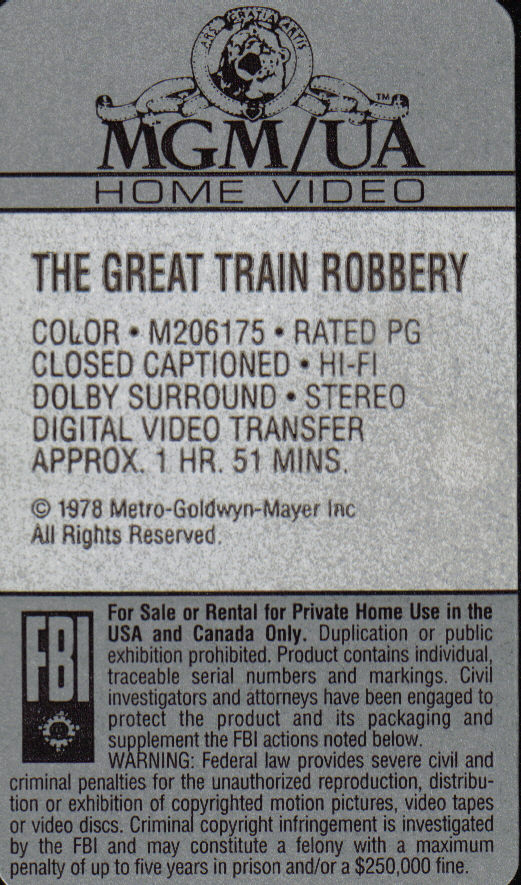 ARS GRATIA ARTIS
TM
MGM/UA
HOME VIDEO
THE GREAT TRAIN ROBBERY
COLOR • M206175 • RATED PG
CLOSED CAPTIONED • HI-FI
DOLBY SURROUND • STEREO
DIGITAL VIDEO TRANSFER
APPROX. 1 HR. 51 MINS.
© 1978 Metro-Goldwyn-Mayer Inc
All Rights Reserved.
FBI
For Sale or Rental for Private Home Use in the
USA and Canada Only. Duplication or public
exhibition prohibited. Product contains individual,
traceable serial numbers and markings. Civil
investigators and attorneys have been engaged to
protect the product and its packaging and
supplement the FBI actions noted below.
WARNING: Federal law provides severe civil and
criminal penalties for the unauthorized reproduction, distribu-
tion or exhibition of copyrighted motion pictures, video tapes
or video discs. Criminal copyright infringement is investigated
by the FBI and may constitute a felony with a maximum
penalty of up to five years in prison and/or a $250,000 fine.